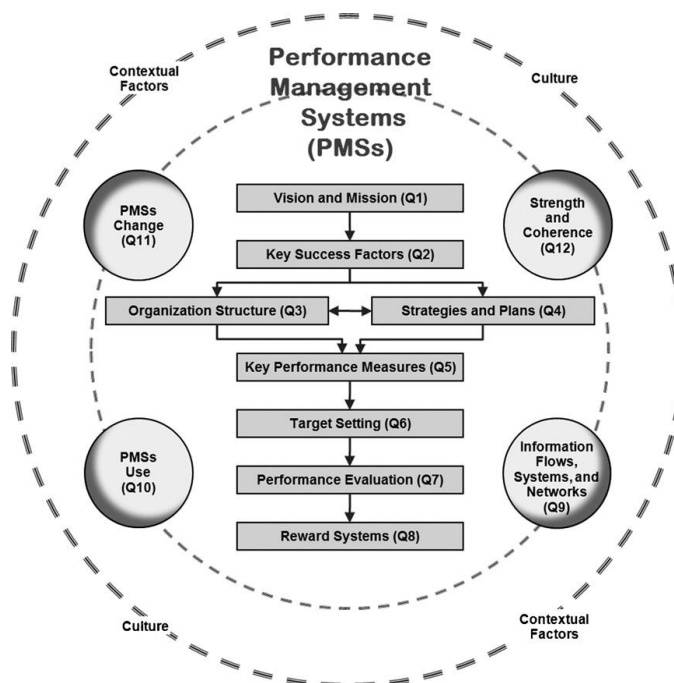 Performance
Management
Systems
(PMSs)
Contextual
Factors
Culture
PMSs
Change
(Q11)
Vision and Mission (Q1)
Strength and
Coherence
(Q12)
Key Success Factors (Q2)
Organization Structure (Q3)
Strategies and Plans (Q4)
Key Performance Measures (Q5)
Target Setting (Q6)
PMSs
Use
(Q10)
Performance Evaluation (Q7)
Information
Flows,
Systems, and
Networks
(Q9)
Reward Systems (Q8)
Culture
Contextual
Factors